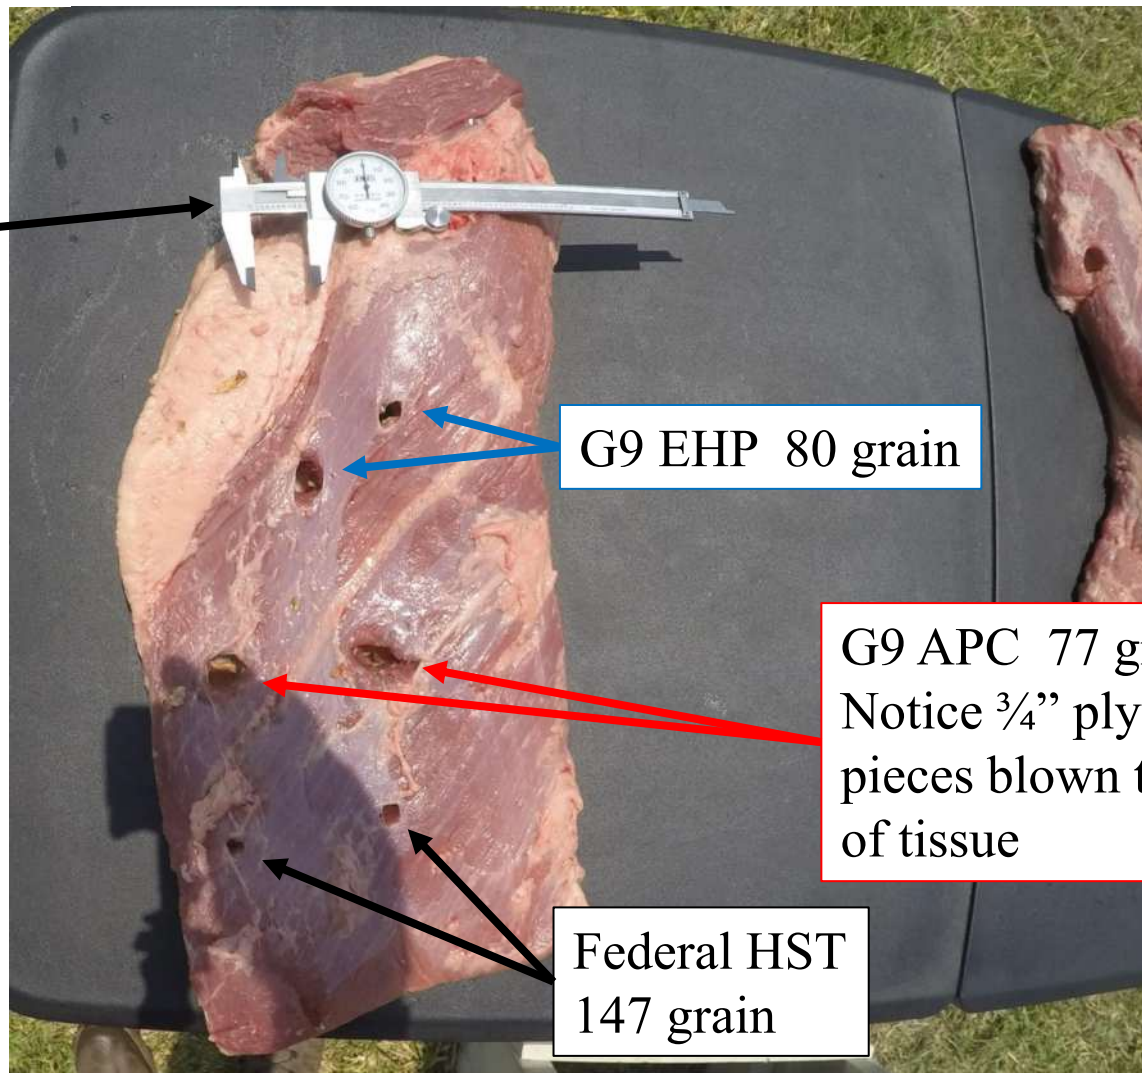 G9 EHP 80 grain
G9 APC 77
Notice ¾” ply
pieces blown
of tissue
Federal HST
147 grain